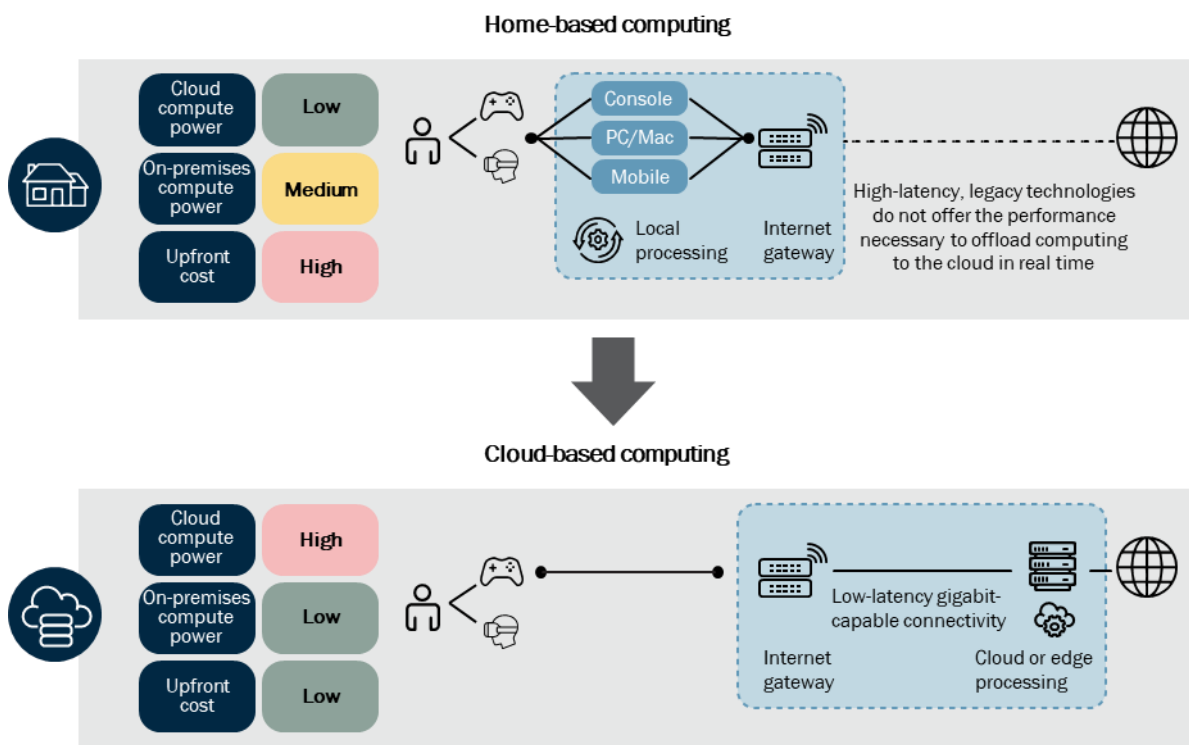 Home-based computing
Cloud
compute
power
Low
On-premises
compute
power
Medium
Upfront
cost
High
Console
PC/Mac
Mobile
Local
processing
Internet
gateway
High-latency, legacy technologies
do not offer the performance
necessary to offload computing
to the cloud in real time
Cloud-based computing
Cloud
compute
power
High
On-premises
compute
power
Low
Upfront
cost
Low
Low-latency gigabit-
capable connectivity
Internet
gateway
Cloud or edge
processing